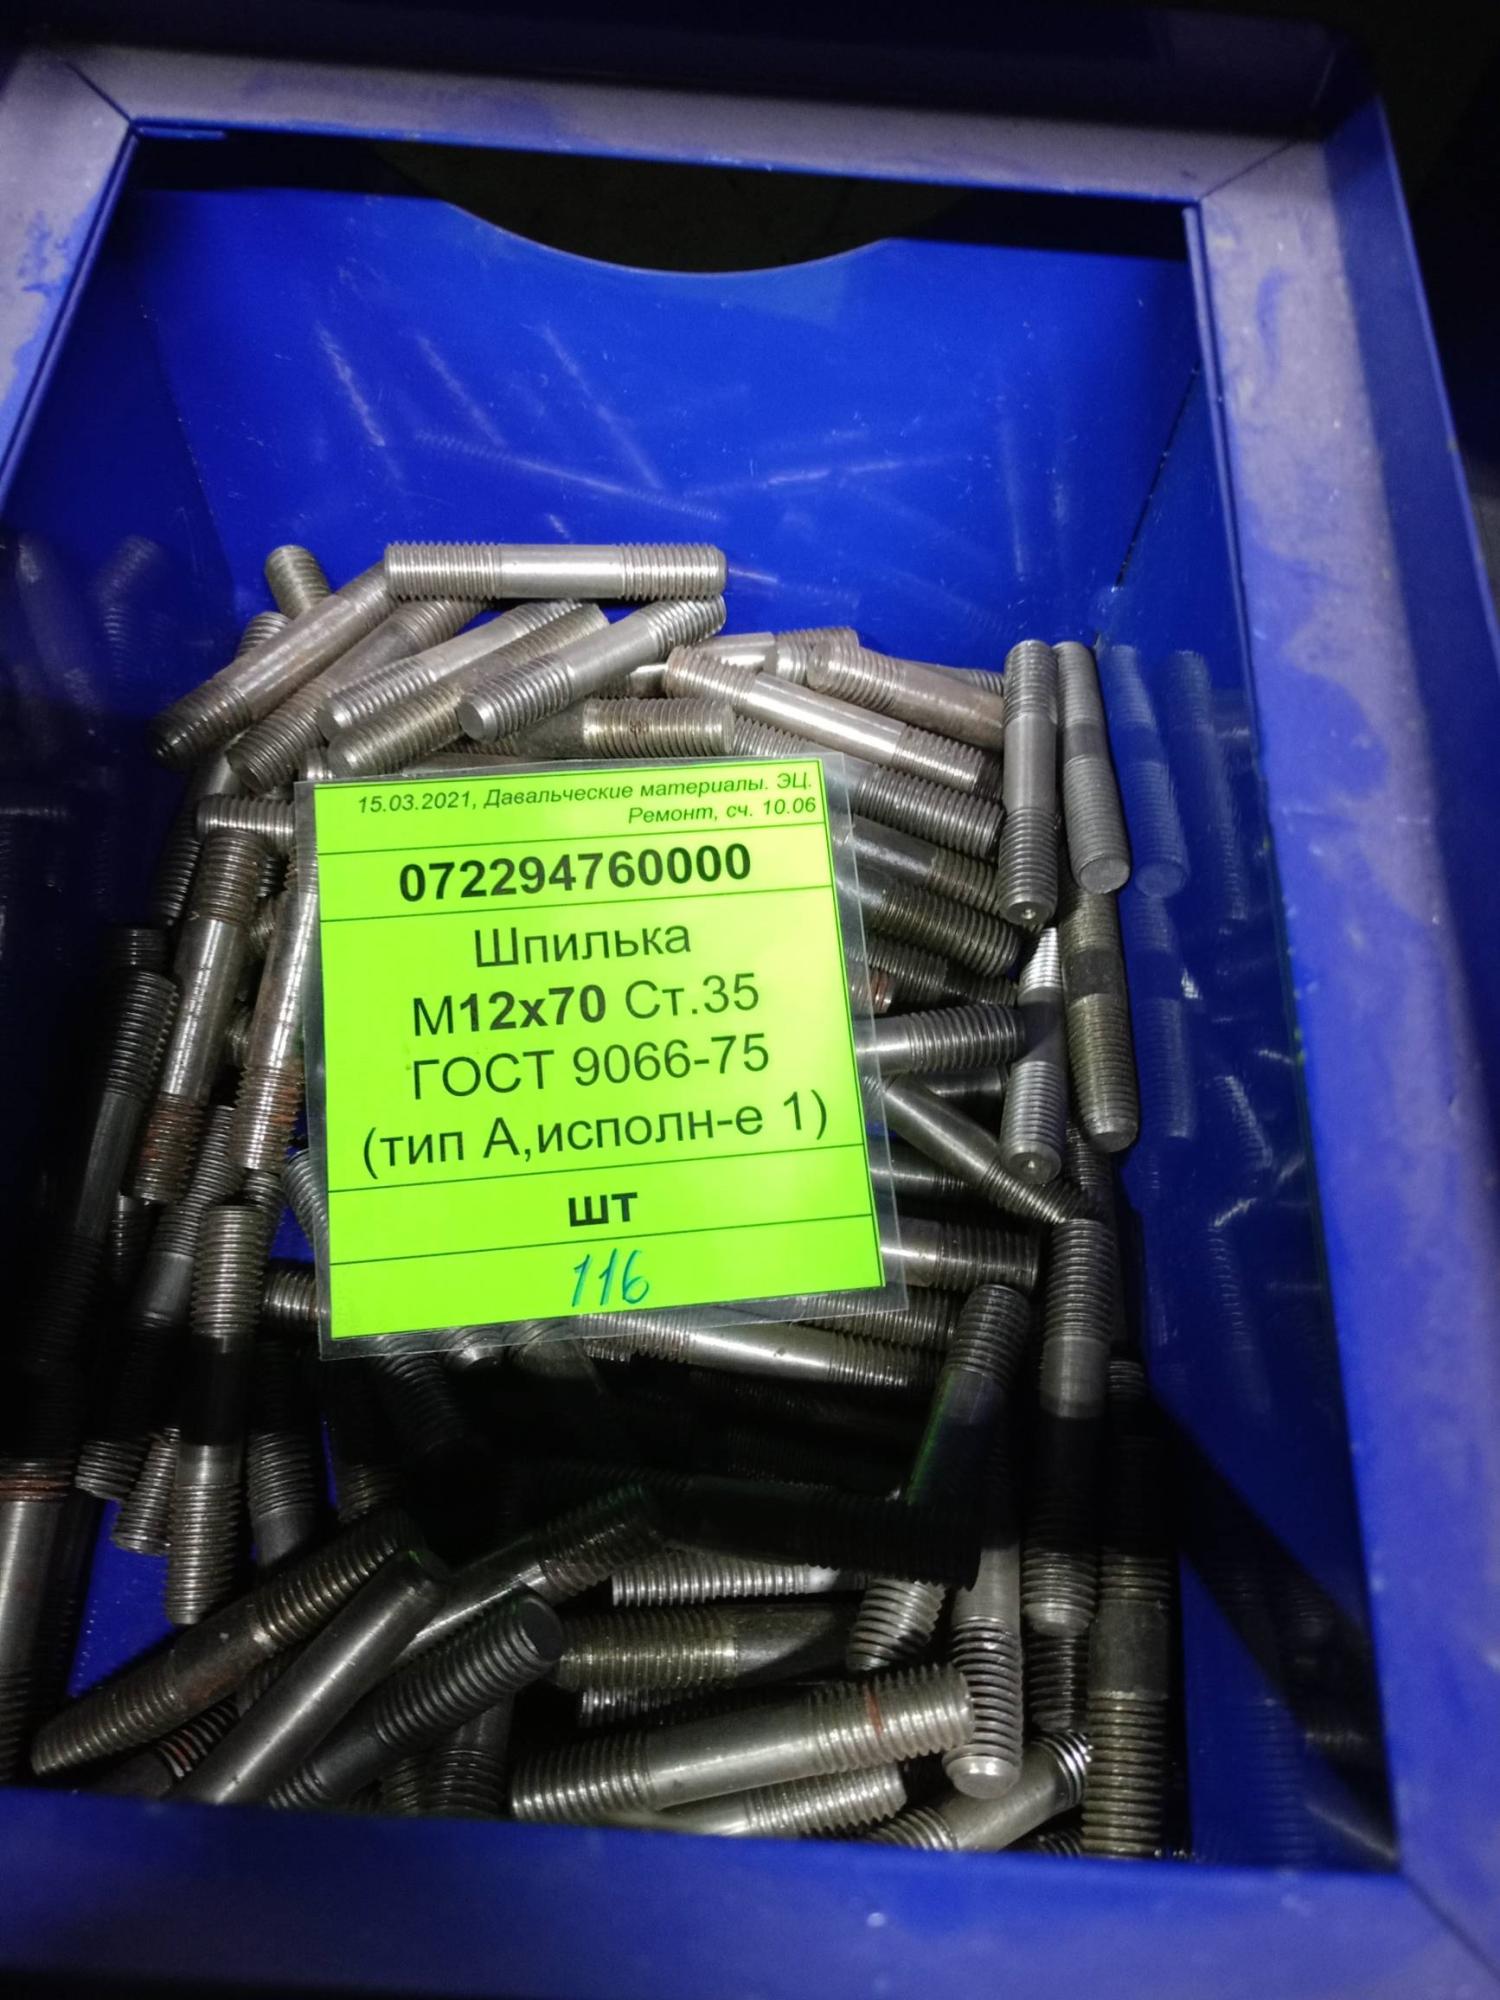 15.03.2021, Давальческие материалы. ЭЦ.
Ремонт, сч. 10.06
072294760000
Шпилька
М12х70 Ст.35
ГОСТ 9066-75
(тип А,исполн-е 1)
шт
116